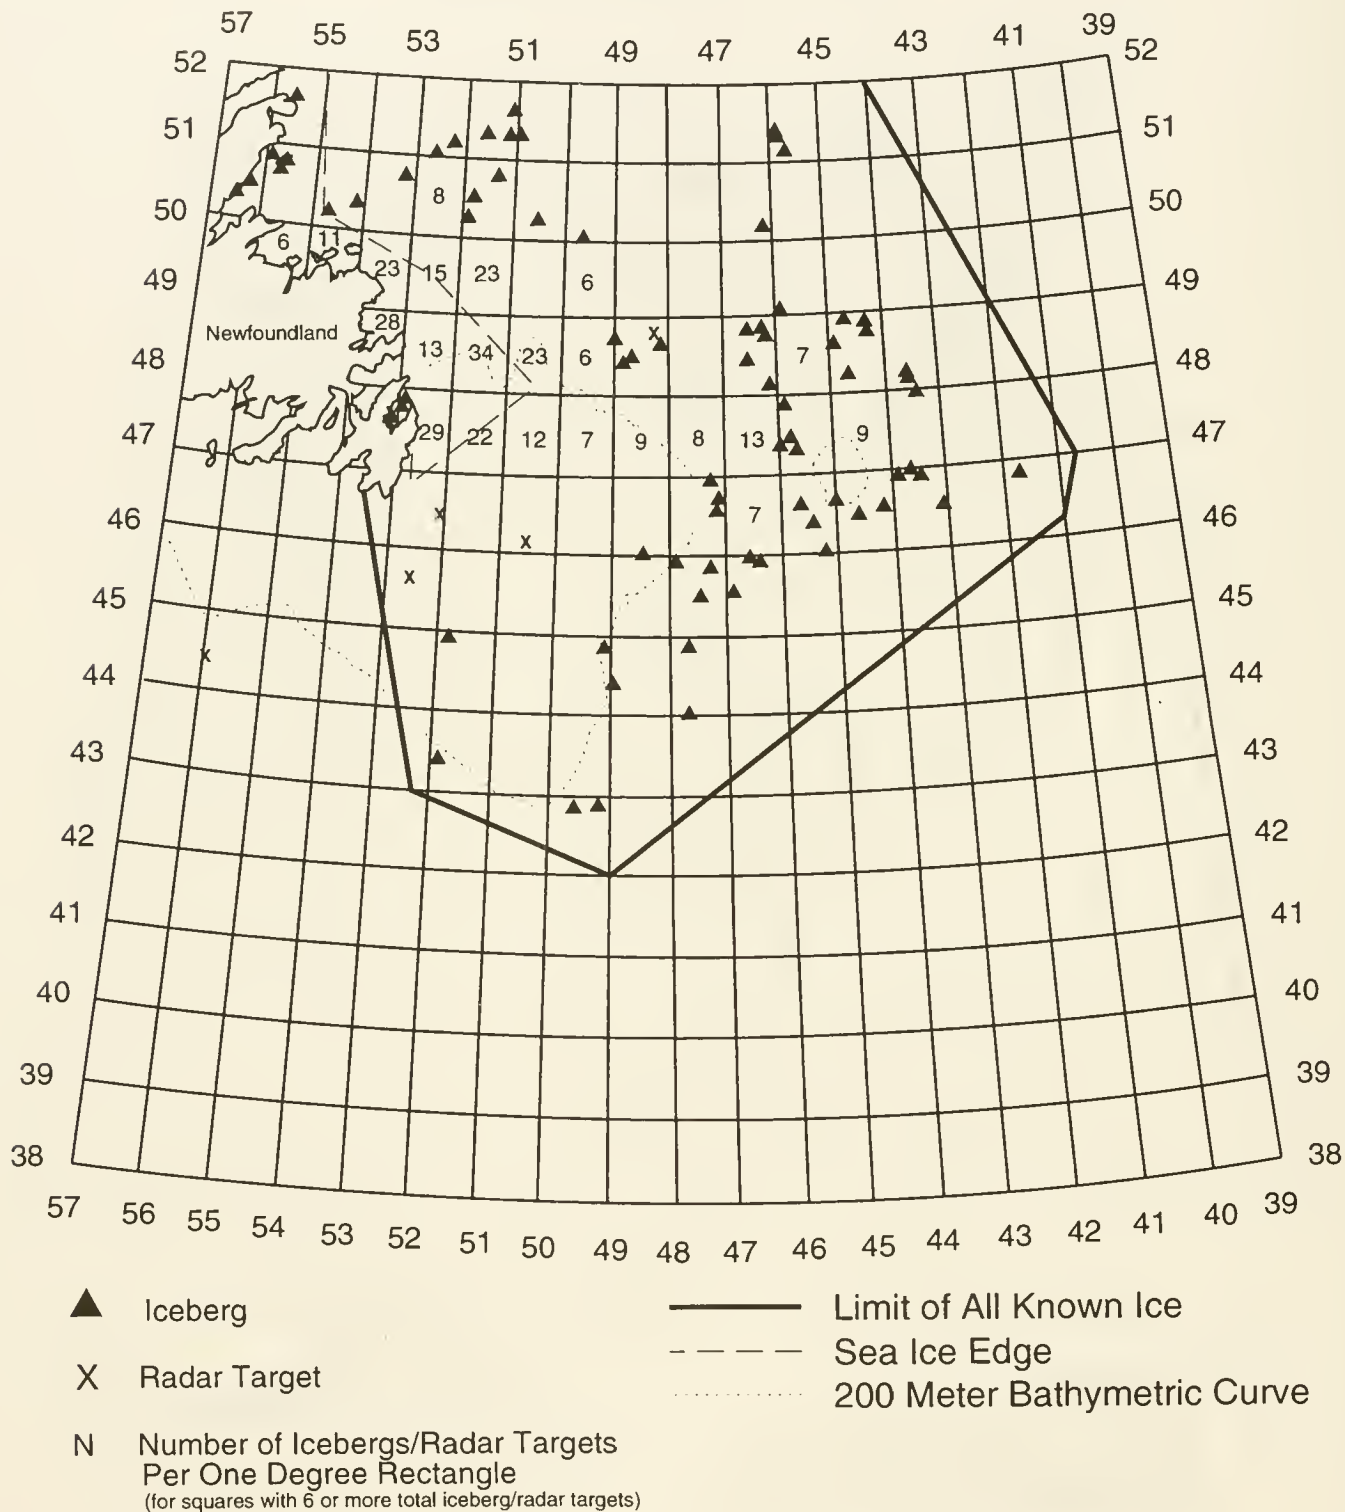 57 55 53 51 49 47 45 43 41 39
52 52
51 51
50 8 50
6 11
49 23 15 23 6 49
28
Newfoundland
48 13 34 23 6 X 7 48
47 29 22 12 7 9 8 13 9 47
46 X 7 46
X
X
45 45
44 X 44
43 43
42 42
41 41
40 40
39 39
38 38
57 56 55 54 53 52 51 50 49 48 47 46 45 44 43 42 41 40 39
Iceberg
X Radar Target
N Number of Icebergs/Radar Targets
Per One Degree Rectangle
(for squares with 6 or more total iceberg/radar targets)
Limit of All Known Ice
Sea Ice Edge
200 Meter Bathymetric Curve